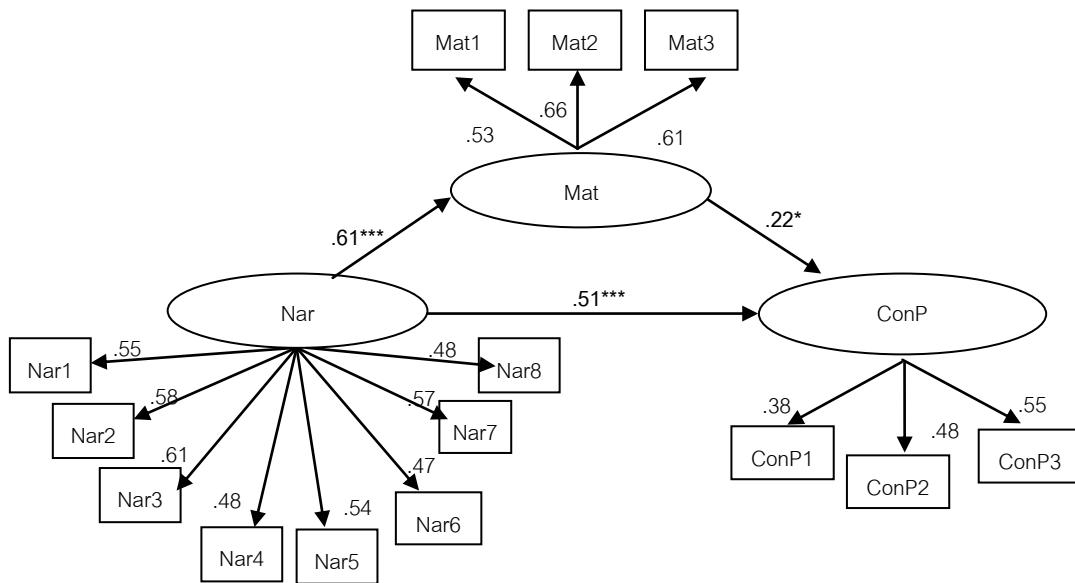 Mat1
Mat2
Mat3
.53
.66
.61
Mat
.61***
.22*
Nar
.51***
ConP
.55
.48
Nar1
Nar8
.58
.57
Nar2
Nar7
.61
.47
Nar3
.48
.54
Nar6
Nar4
Nar5
.38
.48
.55
ConP1
ConP2
ConP3